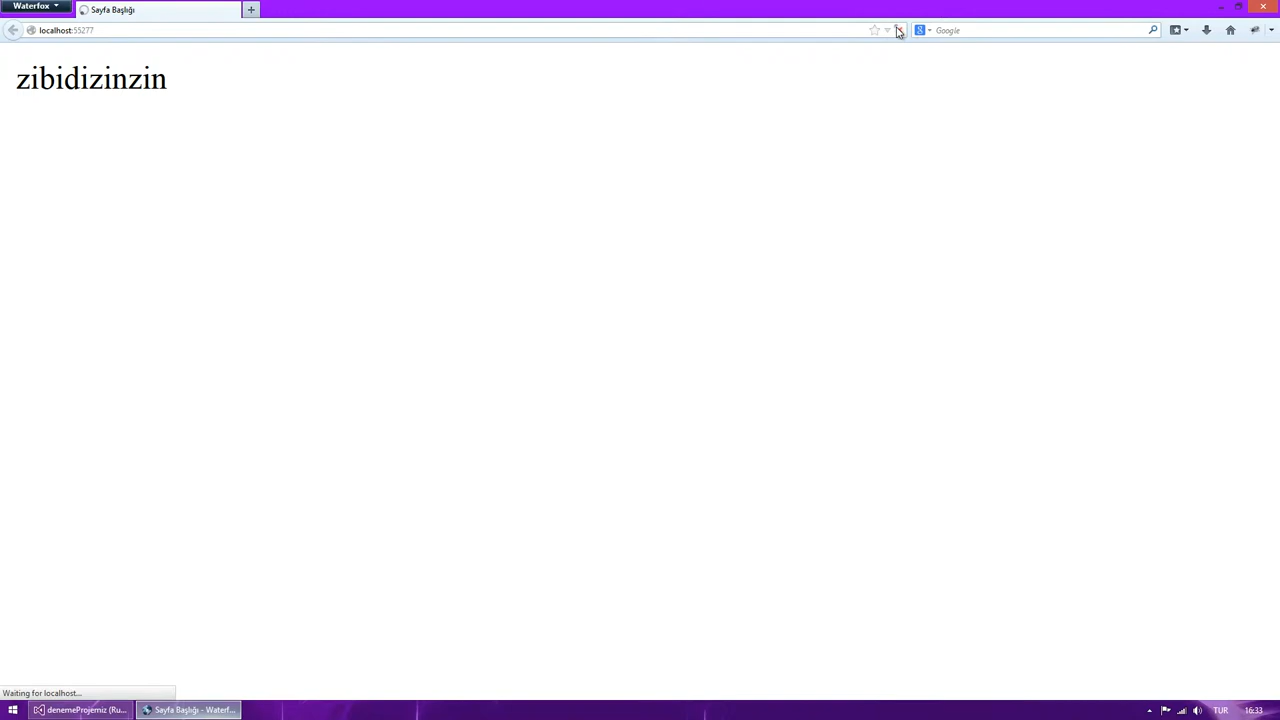 Waterfox
Sayfa Başlığı
localhost:55277
Google
zibidizinzin
Waiting for localhost...
denemeProjemiz (Ru...
Sayfa Başlığı - Waterf...
TUR
16:33